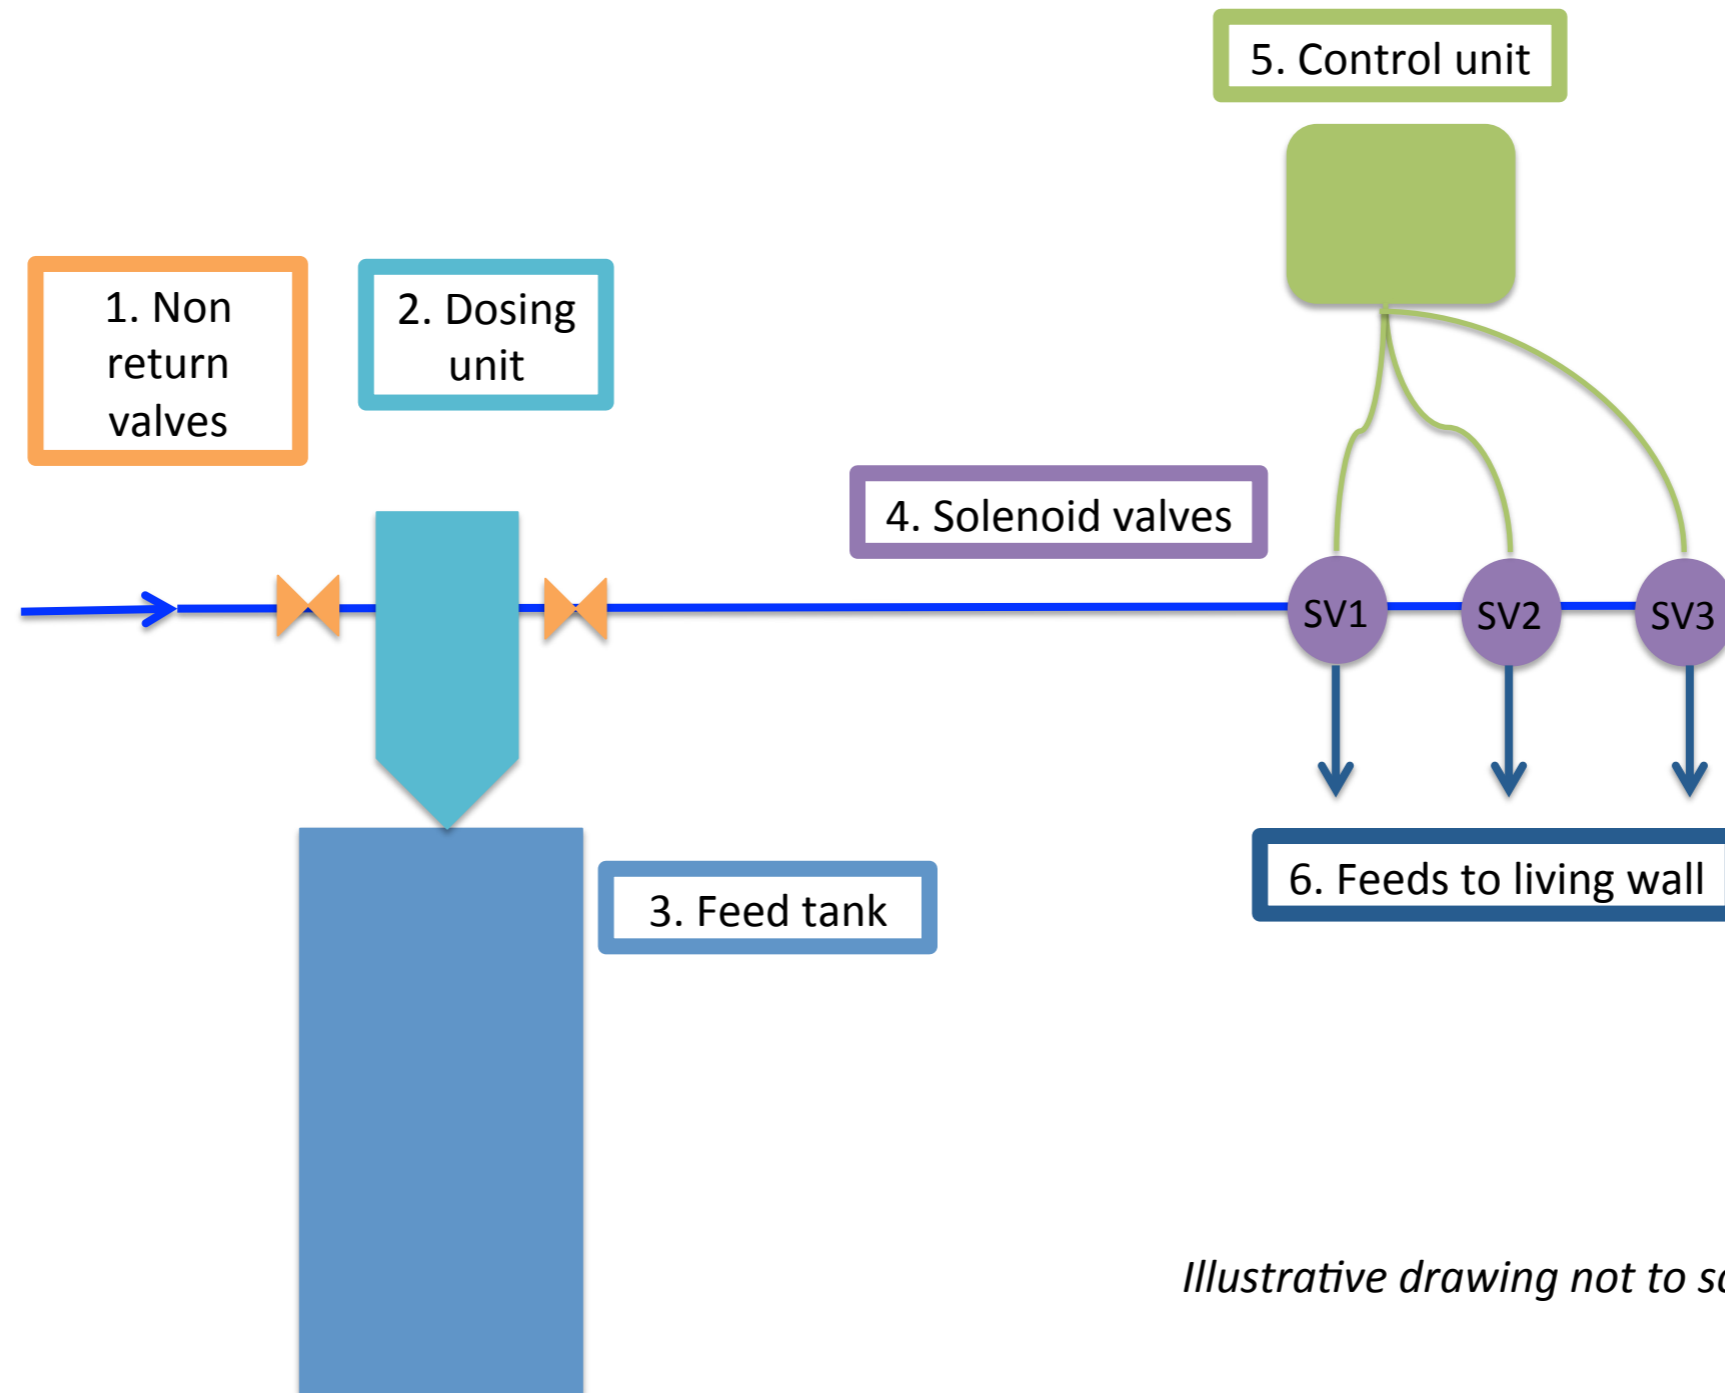 5. Control unit
1. Non
return
valves
2. Dosing
unit
4. Solenoid valves
SV1
SV2
SV3
3. Feed tank
6. Feeds to living wall
Illustrative drawing not to